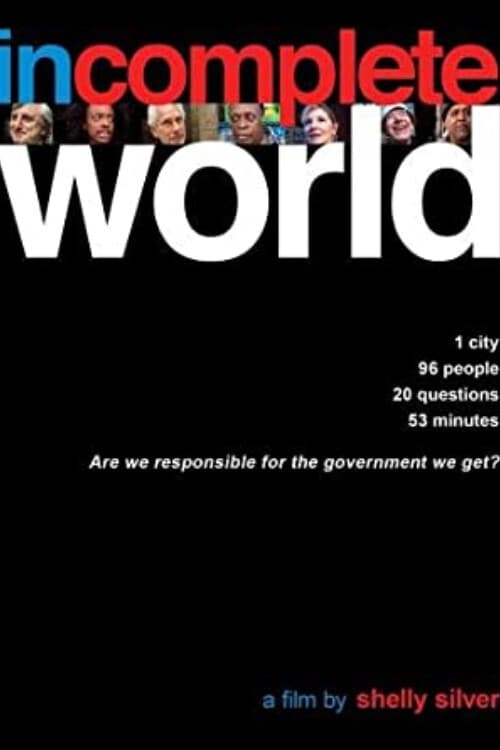 incomplete
world
1 city
96 people
20 questions
53 minutes
Are we responsible for the government we get?
a film by shelly silver